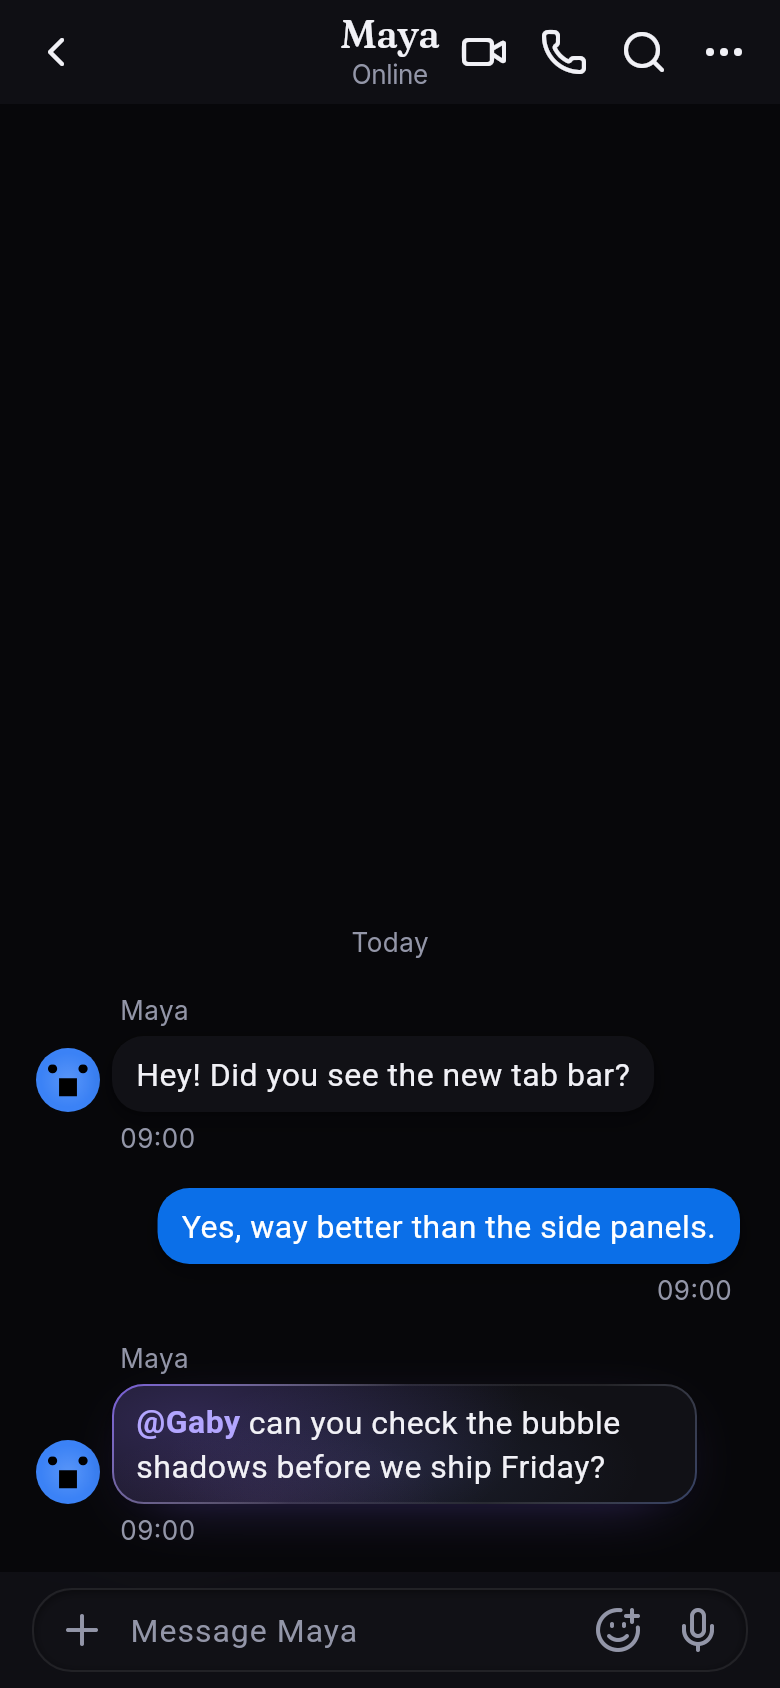 Maya
Online
Today
Maya
Hey! Did you see the new tab bar?
09:00
Yes, way better than the side panels.
09:00
Maya
@Gaby can you check the bubble
shadows before we ship Friday?
09:00
Message Maya